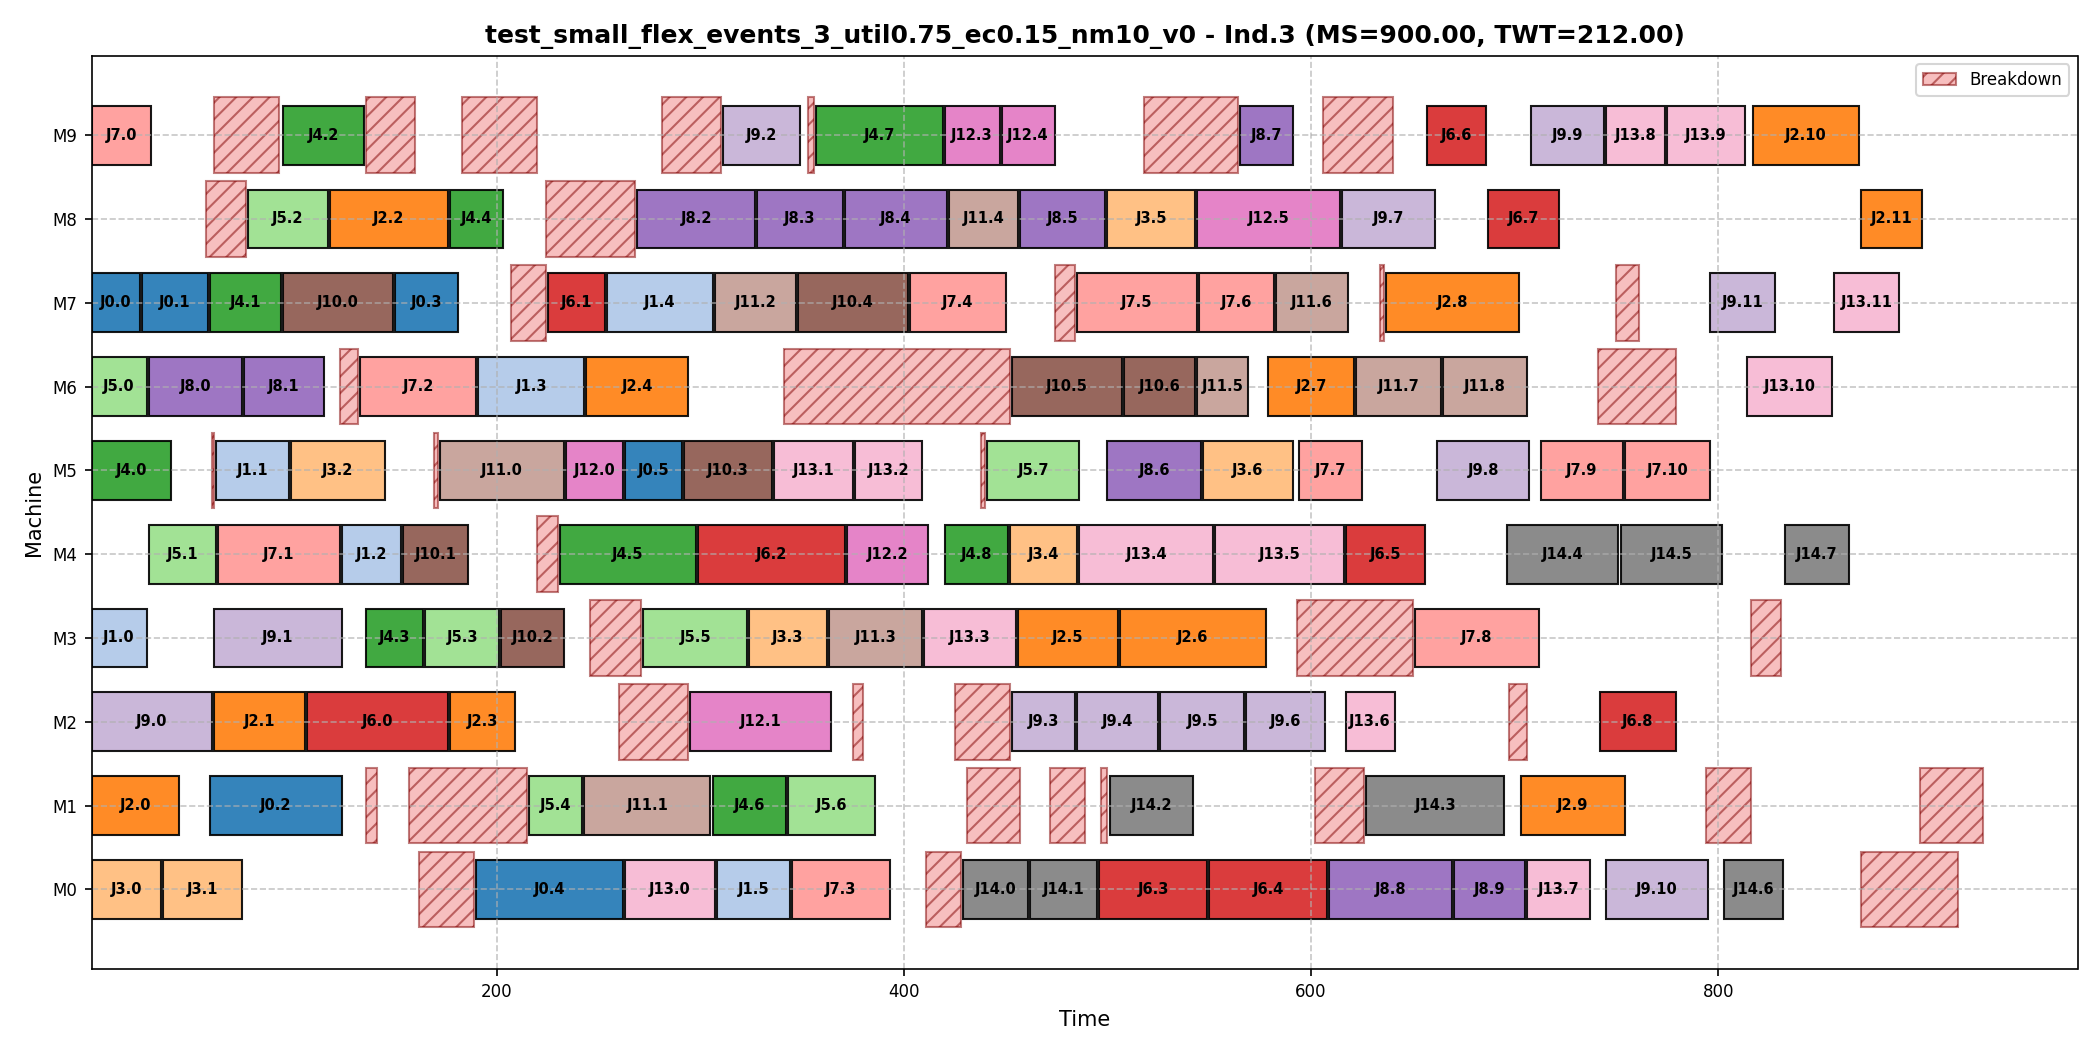 test_small_flex_events_3_util0.75_ec0.15_nm10_v0 - Ind.3 (MS=900.00, TWT=212.00)
Breakdown
M9 J7.0 J4.2 J9.2 J4.7 J12.3 J12.4 J8.7 J6.6 J9.9 J13.8 J13.9 J2.10
M8 J5.2 J2.2 J4.4 J8.2 J8.3 J8.4 J11.4 J8.5 J3.5 J12.5 J9.7 J6.7 J2.11
M7 J0.0 J0.1 J4.1 J10.0 J0.3 J6.1 J1.4 J11.2 J10.4 J7.4 J7.5 J7.6 J11.6 J2.8 J9.11 J13.11
M6 J5.0 J8.0 J8.1 J7.2 J1.3 J2.4 J10.5 J10.6 J11.5 J2.7 J11.7 J11.8 J13.10
M5 J4.0 J1.1 J3.2 J11.0 J12.0 J0.5 J10.3 J13.1 J13.2 J5.7 J8.6 J3.6 J7.7 J9.8 J7.9 J7.10
M4 J5.1 J7.1 J1.2 J10.1 J4.5 J6.2 J12.2 J4.8 J3.4 J13.4 J13.5 J6.5 J14.4 J14.5 J14.7
M3 J1.0 J9.1 J4.3 J5.3 J10.2 J5.5 J3.3 J11.3 J13.3 J2.5 J2.6 J7.8
M2 J9.0 J2.1 J6.0 J2.3 J12.1 J9.3 J9.4 J9.5 J9.6 J13.6 J6.8
M1 J2.0 J0.2 J5.4 J11.1 J4.6 J5.6 J14.2 J14.3 J2.9
M0 J3.0 J3.1 J0.4 J13.0 J1.5 J7.3 J14.0 J14.1 J6.3 J6.4 J8.8 J8.9 J13.7 J9.10 J14.6
Machine
200 400 600 800
Time